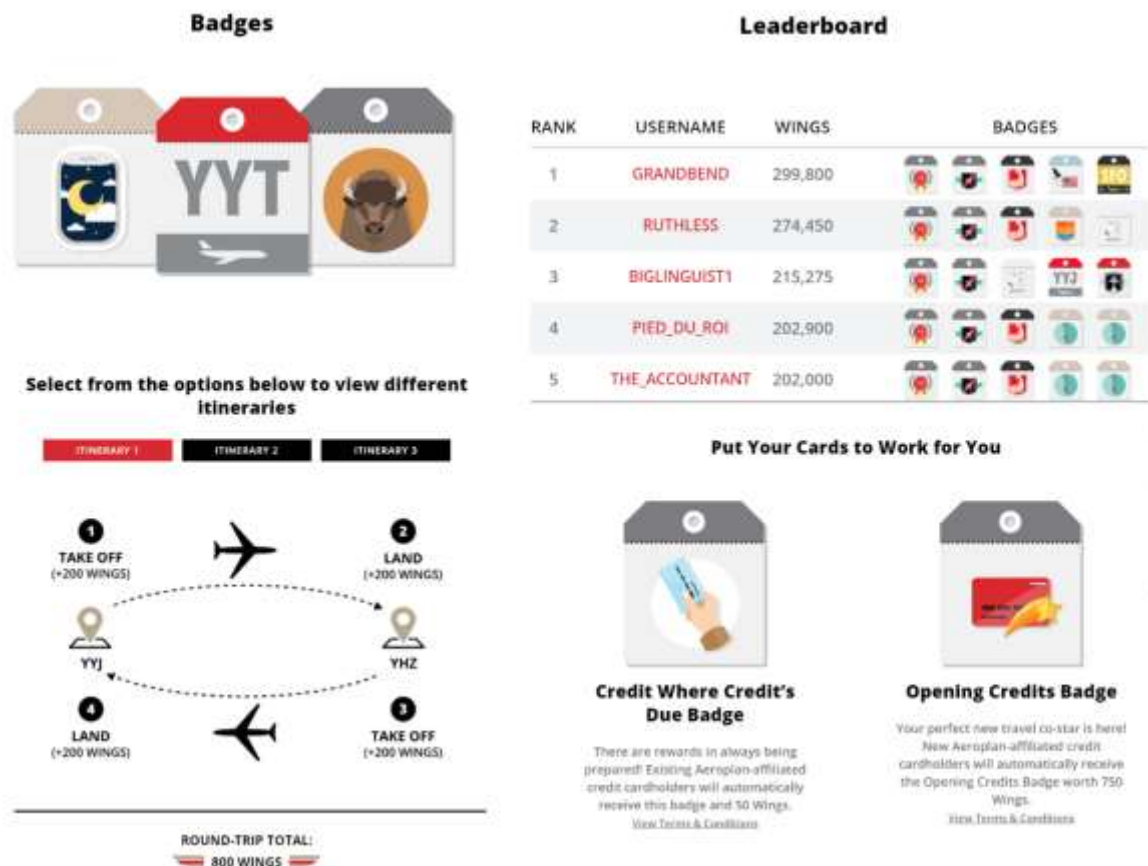 Badges
YYT
Select from the options below to view different
itineraries
ITINERARY 1
ITINERARY 2
ITINERARY 3
1
TAKE OFF
(+200 WINGS)
2
LAND
(+200 WINGS)
YYJ
YHZ
4
LAND
(+200 WINGS)
3
TAKE OFF
(+200 WINGS)
ROUND-TRIP TOTAL:
800 WINGS
Leaderboard
RANK USERNAME WINGS BADGES
1 GRANDBEND 299,800 SFO
2 RUTHLESS 274,450
3 BIGLINGUIST1 215,275 YYJ
4 PIED_DU_ROI 202,900
5 THE_ACCOUNTANT 202,000
Put Your Cards to Work for You
Credit Where Credit's
Due Badge
There are rewards in always being
prepared! Existing Aeroplan-affiliated
credit cardholders will automatically
receive this badge and 50 Wings.
View Terms & Conditions
Opening Credits Badge
Your perfect new travel co-star is here!
New Aeroplan-affiliated credit
cardholders will automatically receive
the Opening Credits Badge worth 750
Wings.
View Terms & Conditions